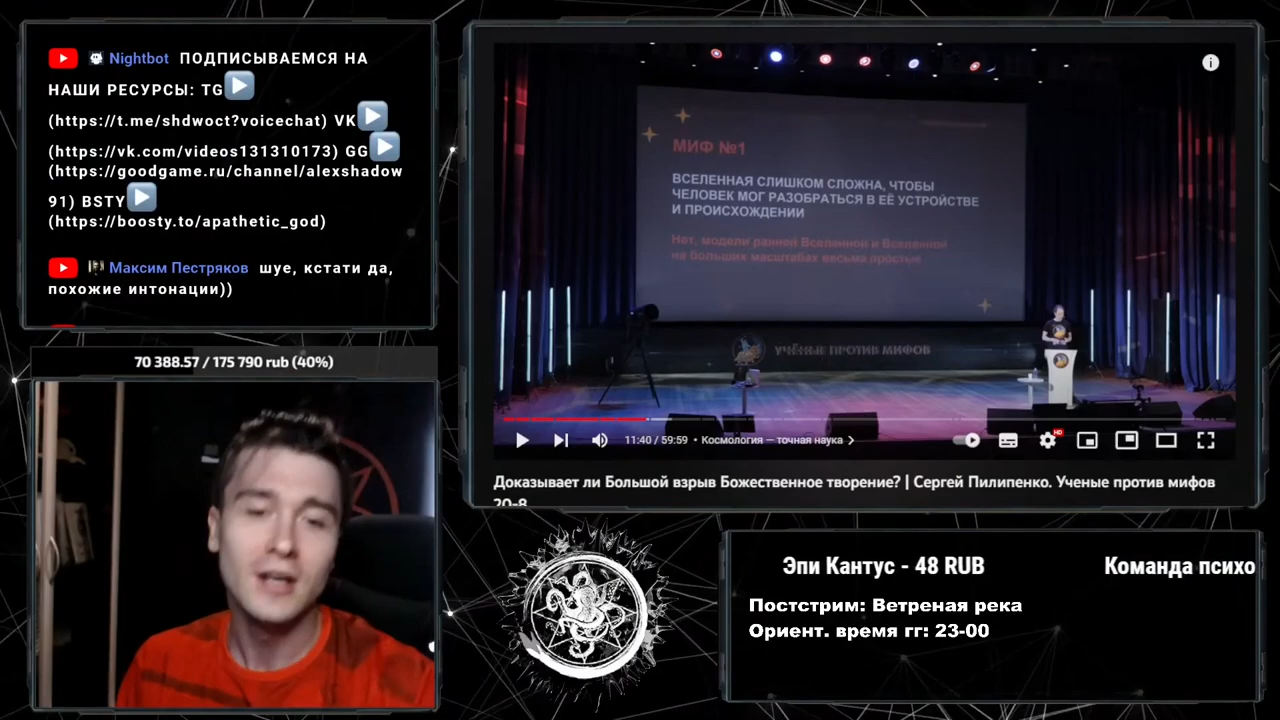 Nightbot ПОДПИСЫВАЕМСЯ НА
НАШИ РЕСУРСЫ: TG
(https://t.me/shdwoct?voicechat) VK
(https://vk.com/videos131310173) GG
(https://goodgame.ru/channel/alexshadow
91) BSTY
(https://boosty.to/apathetic_god)
Максим Пестряков шуе, кстати да,
похожие интонации))
70 388.57 / 175 790 rub (40%)
МИФ №1
ВСЕЛЕННАЯ СЛИШКОМ СЛОЖНА, ЧТОБЫ
ЧЕЛОВЕК МОГ РАЗОБРАТЬСЯ В ЕЁ УСТРОЙСТВЕ
И ПРОИСХОЖДЕНИИ
Нет, модели ранней Вселенной и Вселенной
на больших масштабах весьма простые
УЧЁНЫЕ ПРОТИВ МИФОВ
11:40 / 59:59 • Космология — точная наука
HD
Доказывает ли Большой взрыв Божественное творение? | Сергей Пилипенко. Ученые против мифов
20-8
Эпи Кантус - 48 RUB
Команда психо
Постстрим: Ветреная река
Ориент. время гг: 23-00